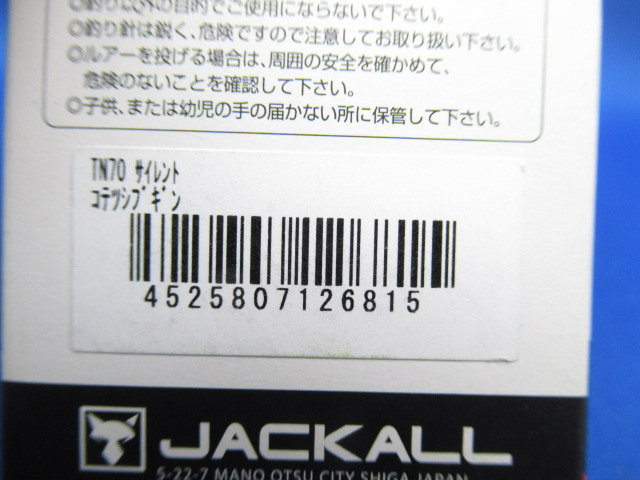 ◎釣り以外の目的でご使用にならないで下さい。
◎釣り針は鋭く、危険ですので注意してお取り扱い下さい。
◎ルアーを投げる場合は、周囲の安全を確かめて、
危険のないことを確認して下さい。
◎子供、または幼児の手の届かない所に保管して下さい。
TN70 ｻｲﾚﾝﾄ
ｺﾃﾂｼﾌﾞｷﾞﾝ
4525807126815
JACKALL
5-22-7 MANO OTSU CITY SHIGA JAPAN